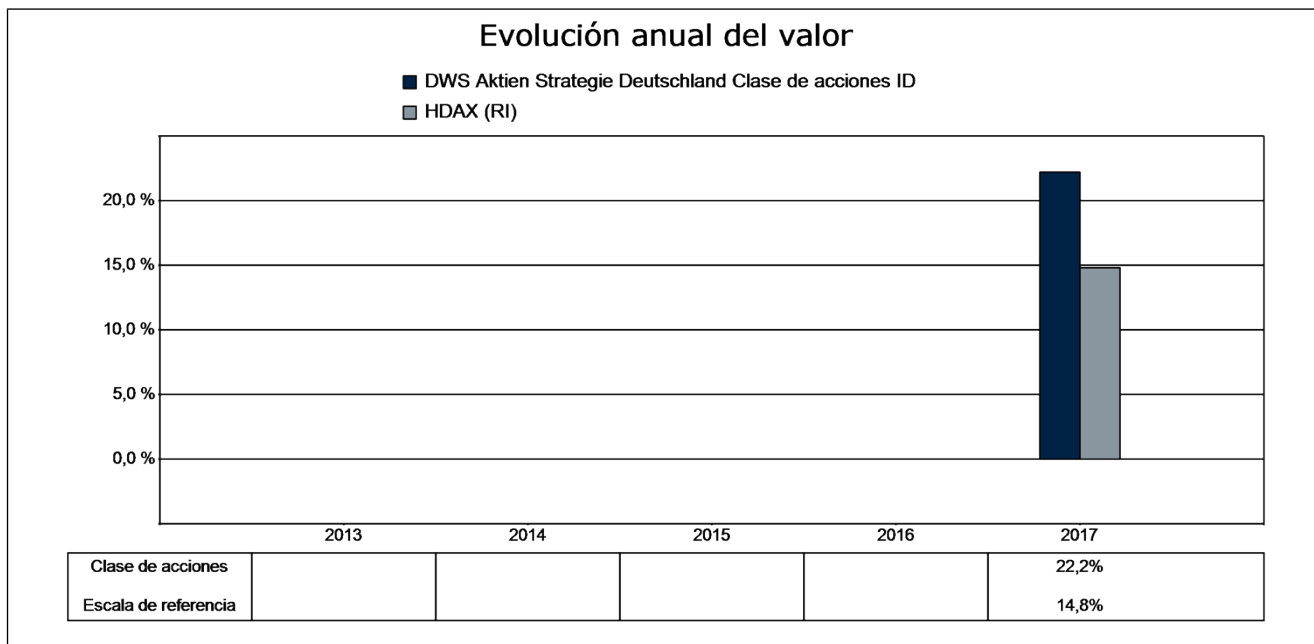 Evolución anual del valor
DWS Aktien Strategie Deutschland Clase de acciones ID
HDAX (RI)
20,0 %
15,0 %
10,0 %
5,0 %
0,0 %
2013 2014 2015 2016 2017
Clase de acciones 22,2%
Escala de referencia 14,8%